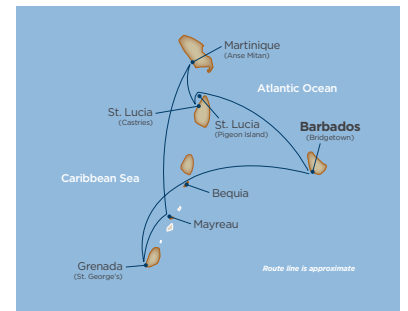 Martinique
(Anse Mitan)
Atlantic Ocean
St. Lucia
(Castries)
St. Lucia
(Pigeon Island)
Barbados
(Bridgetown)
Caribbean Sea
Bequia
Mayreau
Grenada
(St. George's)
Route line is approximate